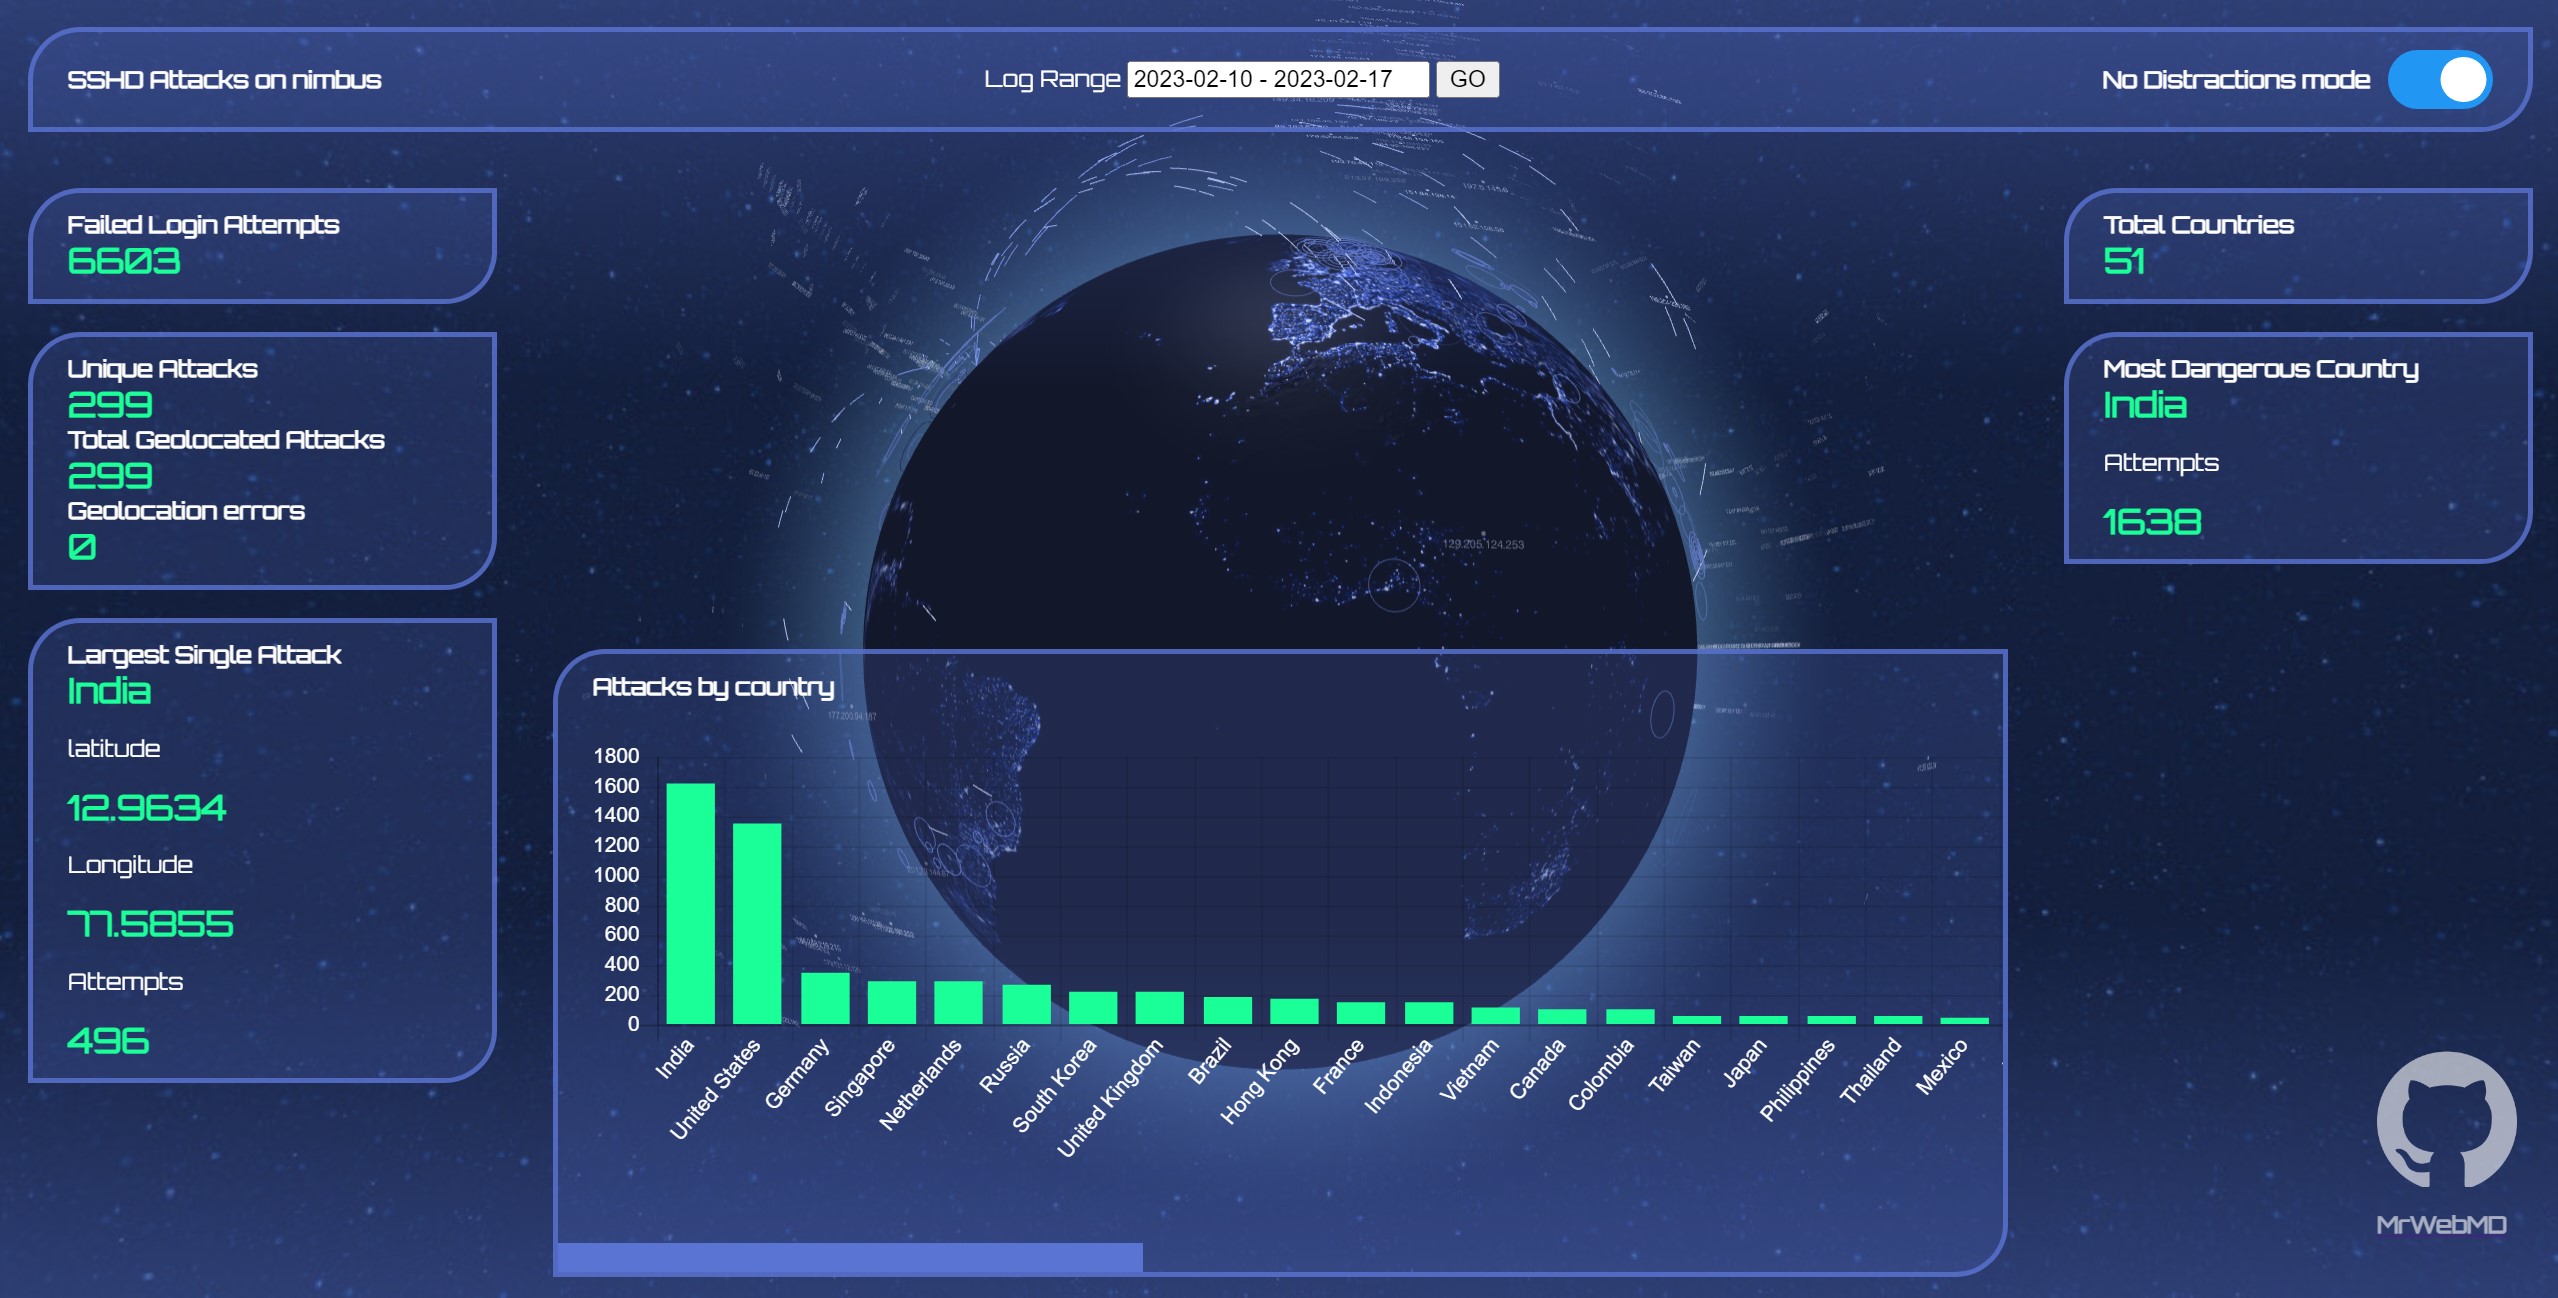 SSHD Attacks on nimbus
Log Range 2023-02-10 - 2023-02-17 GO
No Distractions mode
Failed Login Attempts
6603
Unique Attacks
299
Total Geolocated Attacks
299
Geolocation errors
0
Largest Single Attack
India
latitude
12.9634
Longitude
77.5855
Attempts
496
Total Countries
51
Most Dangerous Country
India
Attempts
1638
129.205.124.253
177.200.94.187
Attacks by country
1800
1600
1400
1200
1000
800
600
400
200
0
India
United States
Germany
Singapore
Netherlands
Russia
South Korea
United Kingdom
Brazil
Hong Kong
France
Indonesia
Vietnam
Canada
Colombia
Taiwan
Japan
Philippines
Thailand
Mexico
MrWebMD